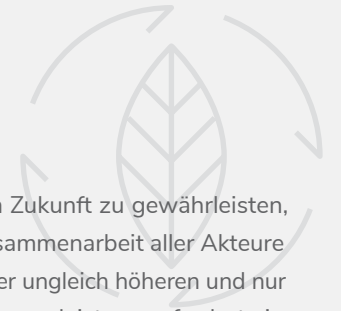 Zukunft zu gewährleisten,
sammenarbeit aller Akteure
er ungleich höheren und nur